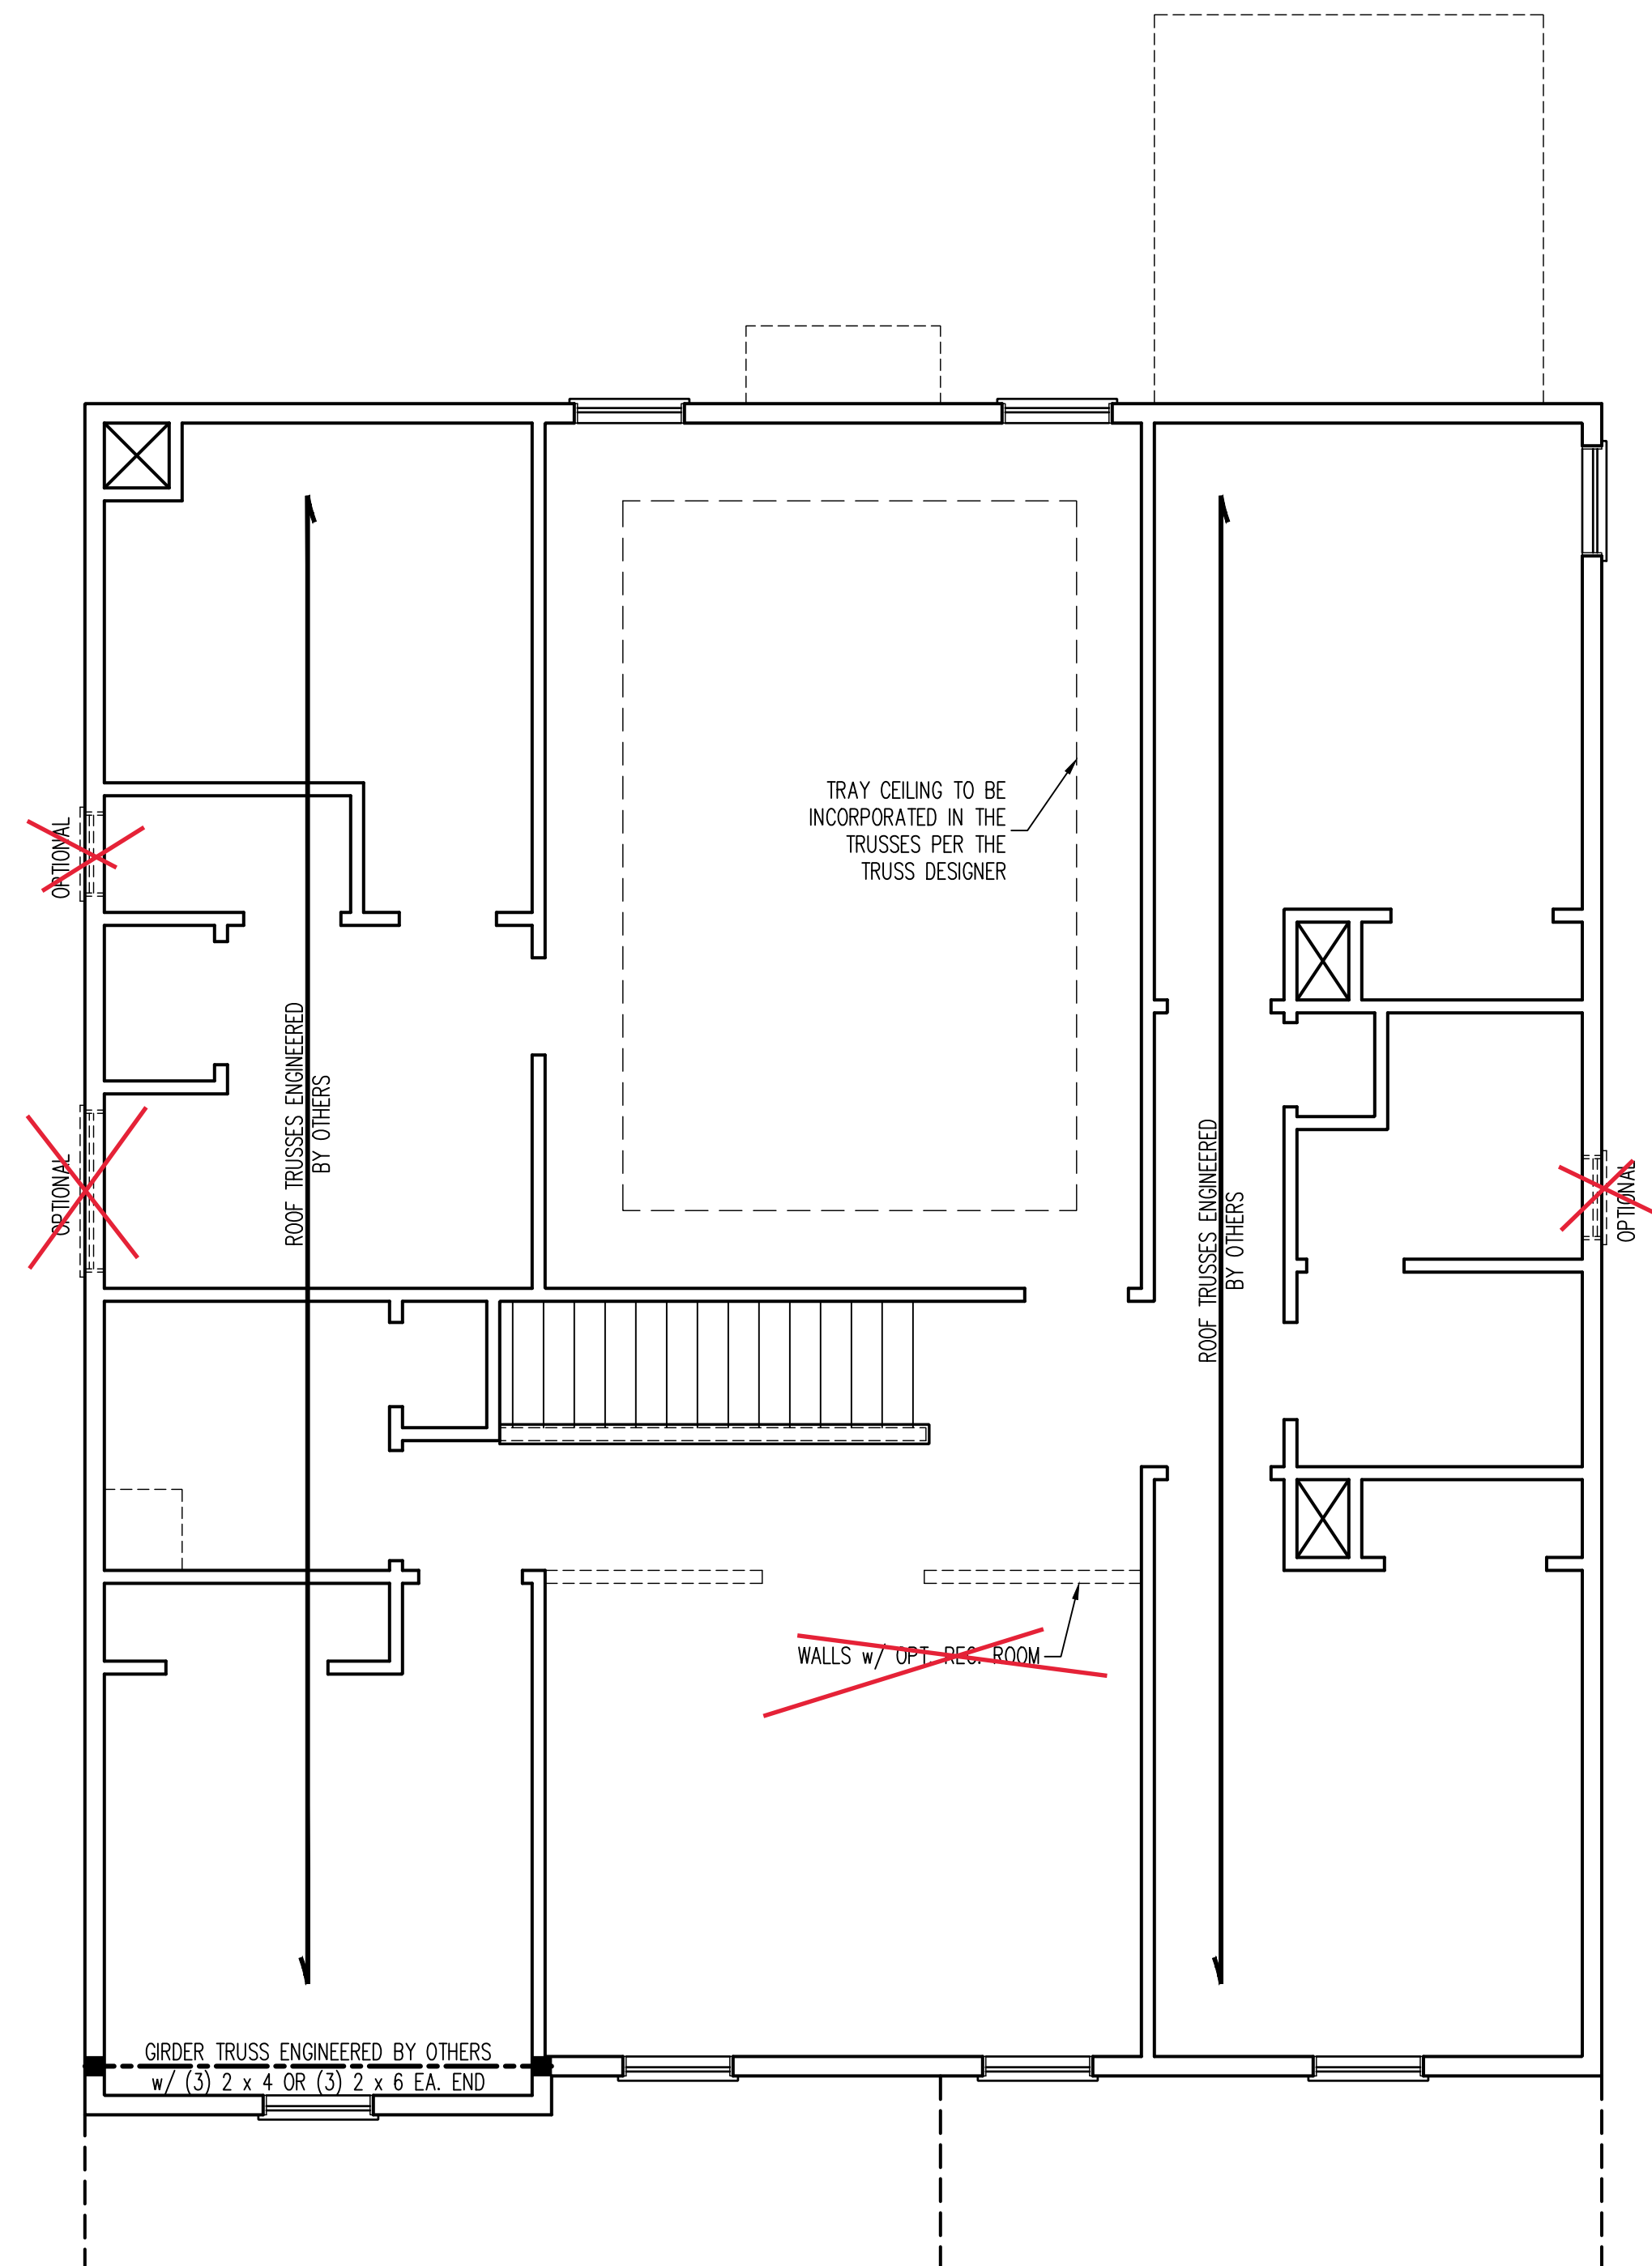 TRAY CEILING TO BE
INCORPORATED IN THE
TRUSSES PER THE
TRUSS DESIGNER
OPTIONAL
OPTIONAL
ROOF TRUSSES ENGINEERED
BY OTHERS
ROOF TRUSSES ENGINEERED
BY OTHERS
OPTIONAL
WALLS w/ OPT. REC. ROOM
GIRDER TRUSS ENGINEERED BY OTHERS
w/ (3) 2 x 4 OR (3) 2 x 6 EA. END